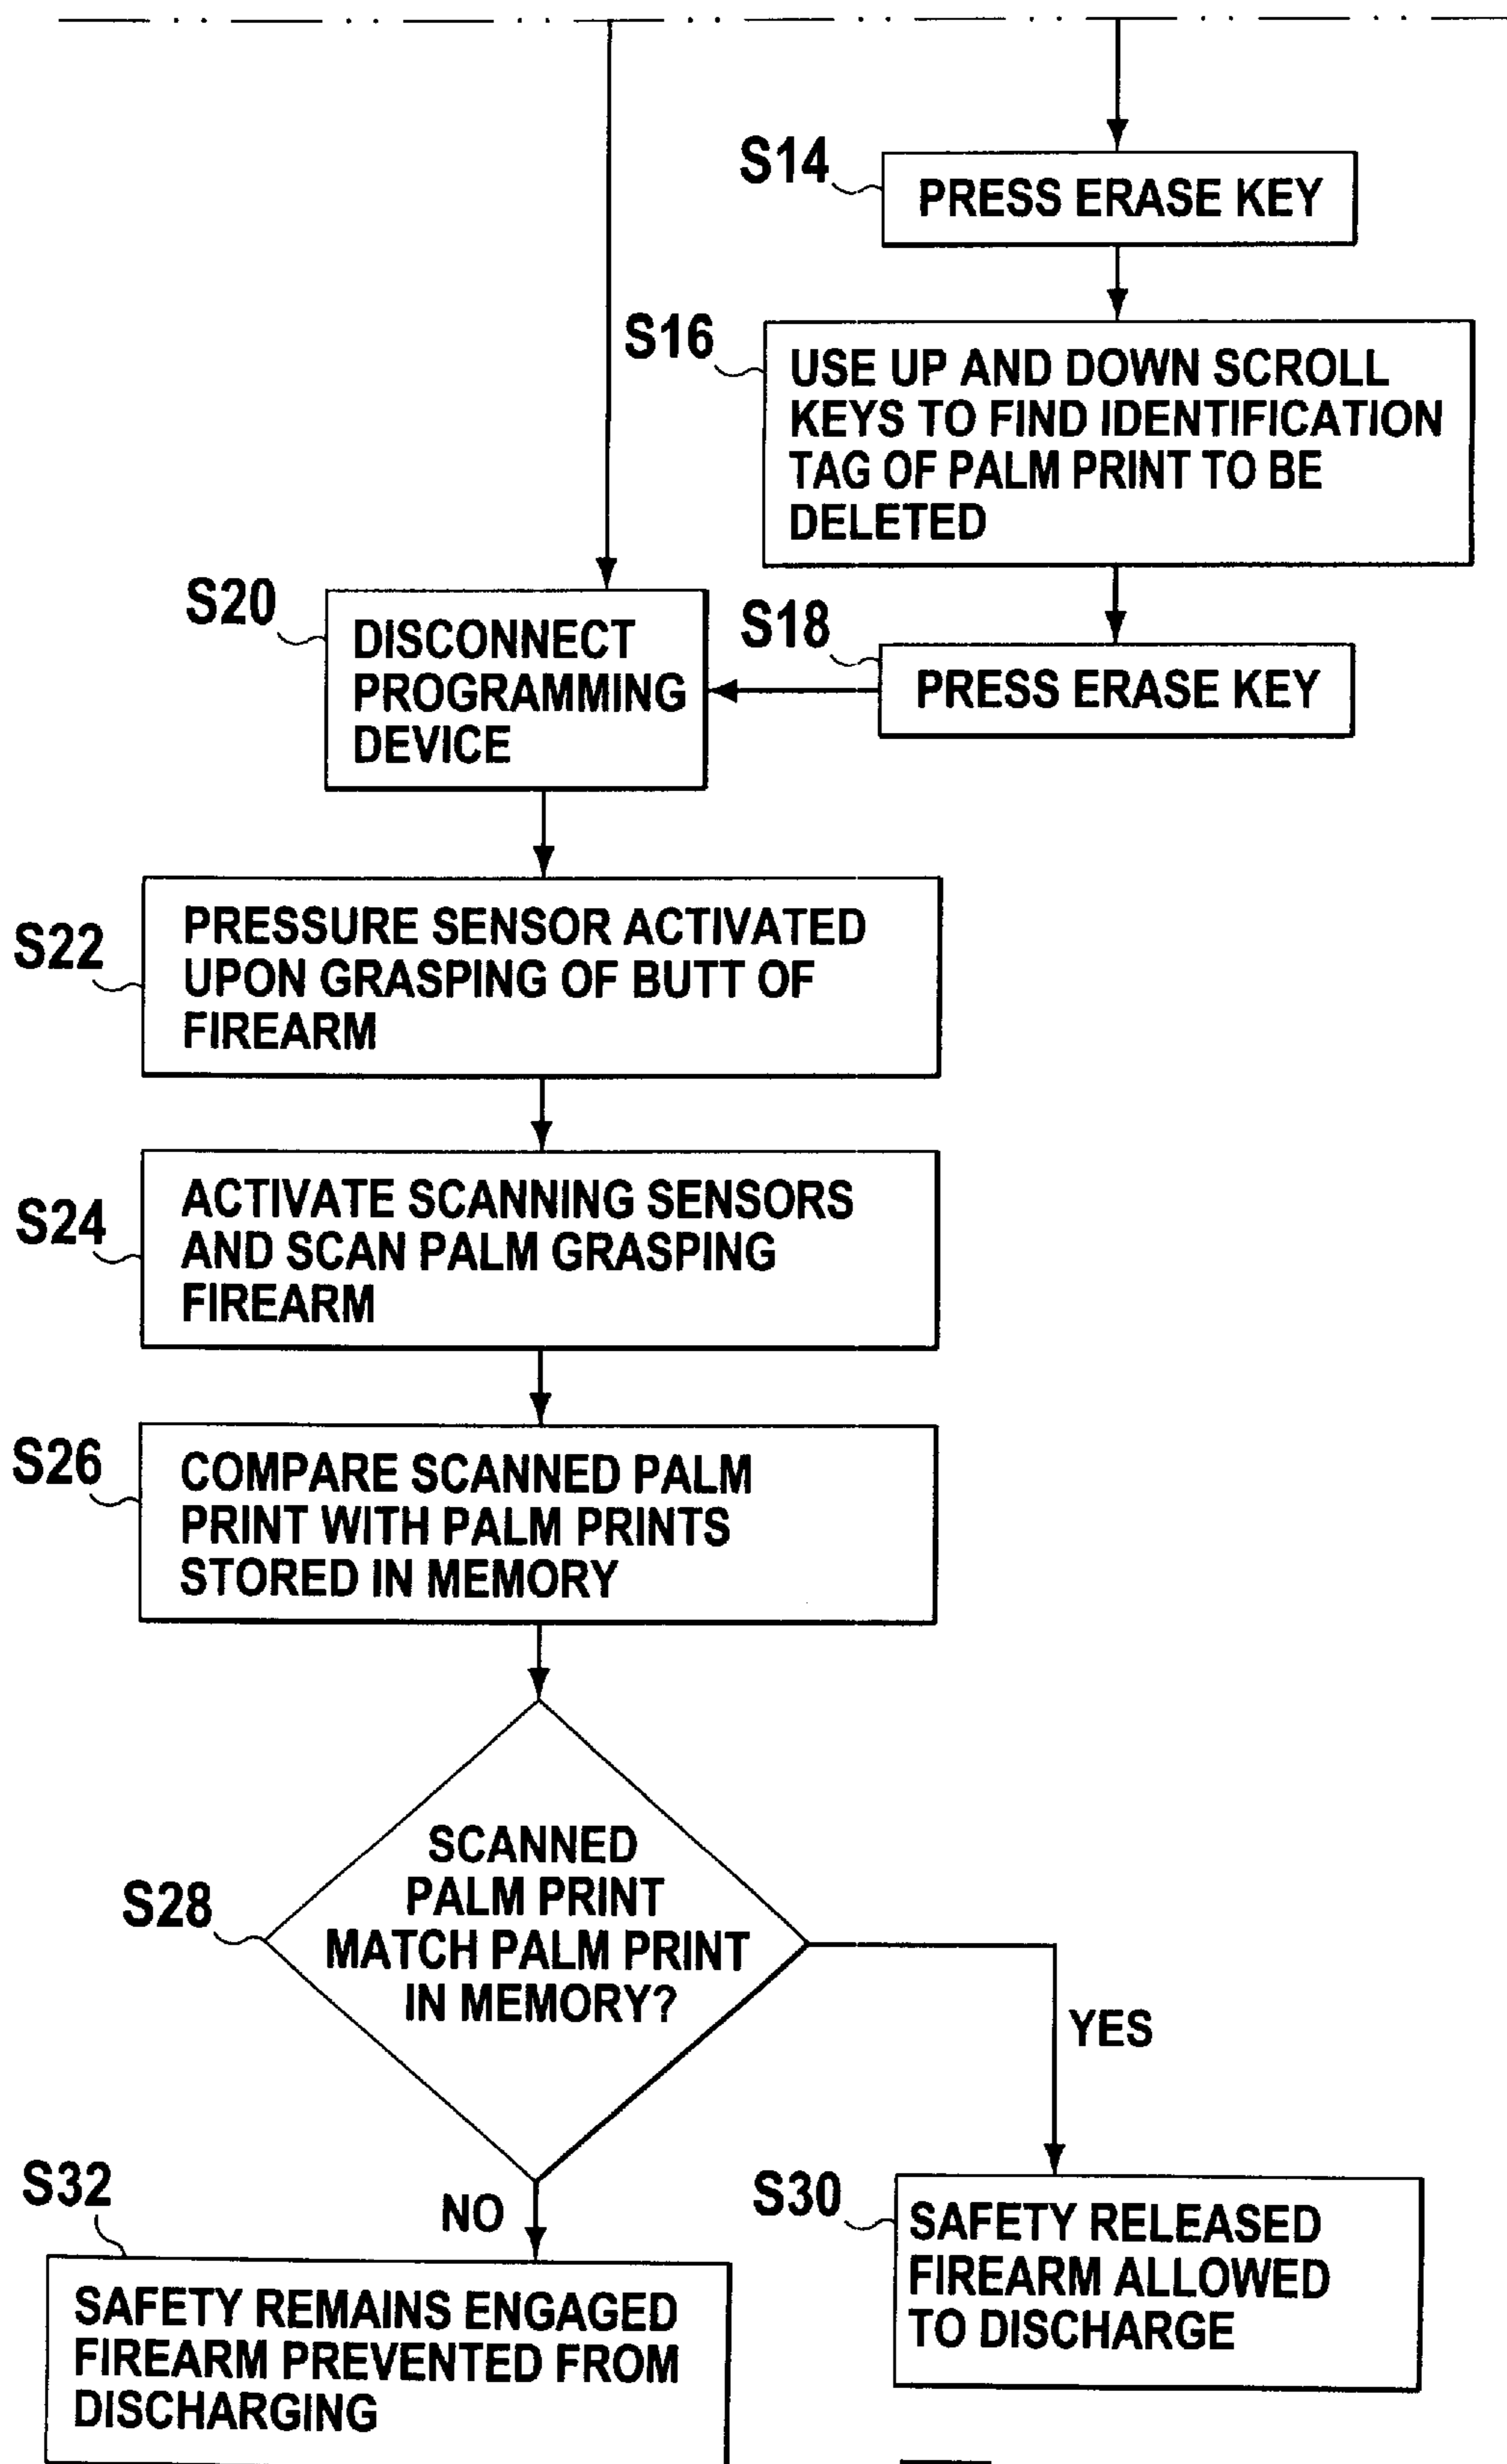 S14
PRESS ERASE KEY
S16
USE UP AND DOWN SCROLL
KEYS TO FIND IDENTIFICATION
TAG OF PALM PRINT TO BE
DELETED
S18
PRESS ERASE KEY
S20
DISCONNECT
PROGRAMMING
DEVICE
S22
PRESSURE SENSOR ACTIVATED
UPON GRASPING OF BUTT OF
FIREARM
S24
ACTIVATE SCANNING SENSORS
AND SCAN PALM GRASPING
FIREARM
S26
COMPARE SCANNED PALM
PRINT WITH PALM PRINTS
STORED IN MEMORY
S28
SCANNED
PALM PRINT
MATCH PALM PRINT
IN MEMORY?
YES
S30
SAFETY RELEASED
FIREARM ALLOWED
TO DISCHARGE
NO
S32
SAFETY REMAINS ENGAGED
FIREARM PREVENTED FROM
DISCHARGING